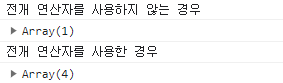 전개 연산자를 사용하지 않는 경우
▶ Array(1)
전개 연산자를 사용한 경우
▶ Array(4)